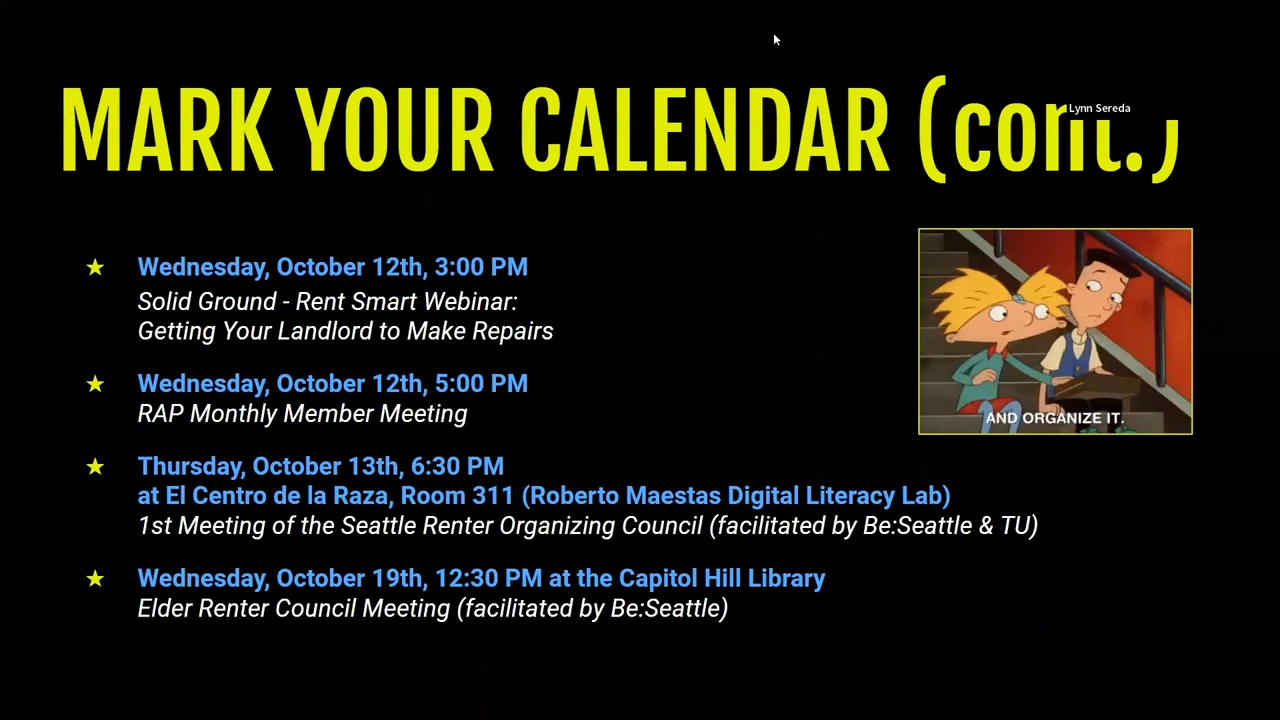 MARK YOUR CALENDAR (cont.)
Lynn Sereda
Wednesday, October 12th, 3:00 PM
Solid Ground - Rent Smart Webinar:
Getting Your Landlord to Make Repairs
AND ORGANIZE IT.
Wednesday, October 12th, 5:00 PM
RAP Monthly Member Meeting
Thursday, October 13th, 6:30 PM
at El Centro de la Raza, Room 311 (Roberto Maestas Digital Literacy Lab)
1st Meeting of the Seattle Renter Organizing Council (facilitated by Be:Seattle & TU)
Wednesday, October 19th, 12:30 PM at the Capitol Hill Library
Elder Renter Council Meeting (facilitated by Be:Seattle)